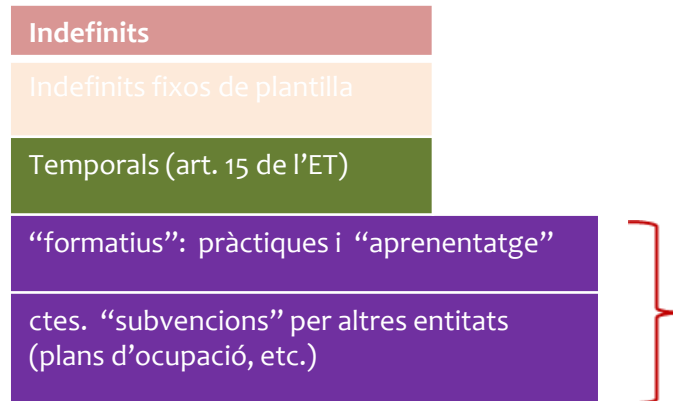 Indefinits
Indefinits fixos de plantilla
Temporals (art. 15 de l’ET)
“formatius”: pràctiques i “aprenentatge”
ctes. “subvencions” per altres entitats
(plans d’ocupació, etc.)